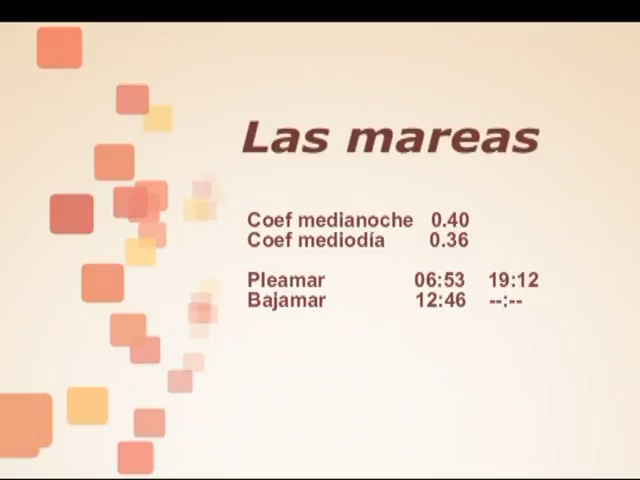 Las mareas
Coef medianoche 0.40
Coef mediodía 0.36
Pleamar 06:53 19:12
Bajamar 12:46 --:--